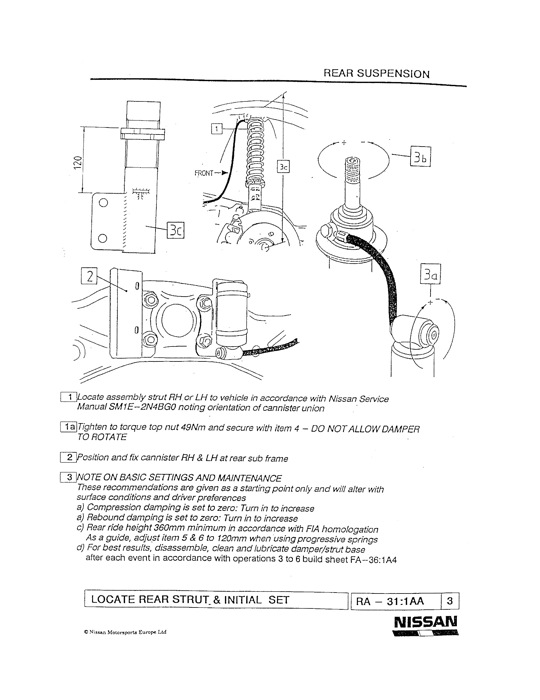 REAR SUSPENSION
1
3c
FRONT
120
3c
+ -
3b
2
3a
+ -
1 Locate assembly strut RH or LH to vehicle in accordance with Nissan Service
Manual SM1E-2N4BG0 noting orientation of cannister union
1a Tighten to torque top nut 49Nm and secure with item 4 - DO NOT ALLOW DAMPER
TO ROTATE
2 Position and fix cannister RH & LH at rear sub frame
3 NOTE ON BASIC SETTINGS AND MAINTENANCE
These recommendations are given as a starting point only and will alter with
surface conditions and driver preferences
a) Compression damping is set to zero: Turn in to increase
a) Rebound damping is set to zero: Turn in to increase
c) Rear ride height 360mm minimum in accordance with FIA homologation
As a guide, adjust item 5 & 6 to 120mm when using progressive springs
d) For best results, disassemble, clean and lubricate damper/strut base
after each event in accordance with operations 3 to 6 build sheet FA-36:1A4
LOCATE REAR STRUT & INITIAL SET
RA - 31:1AA 3
NISSAN
© Nissan Motorsports Europe Ltd